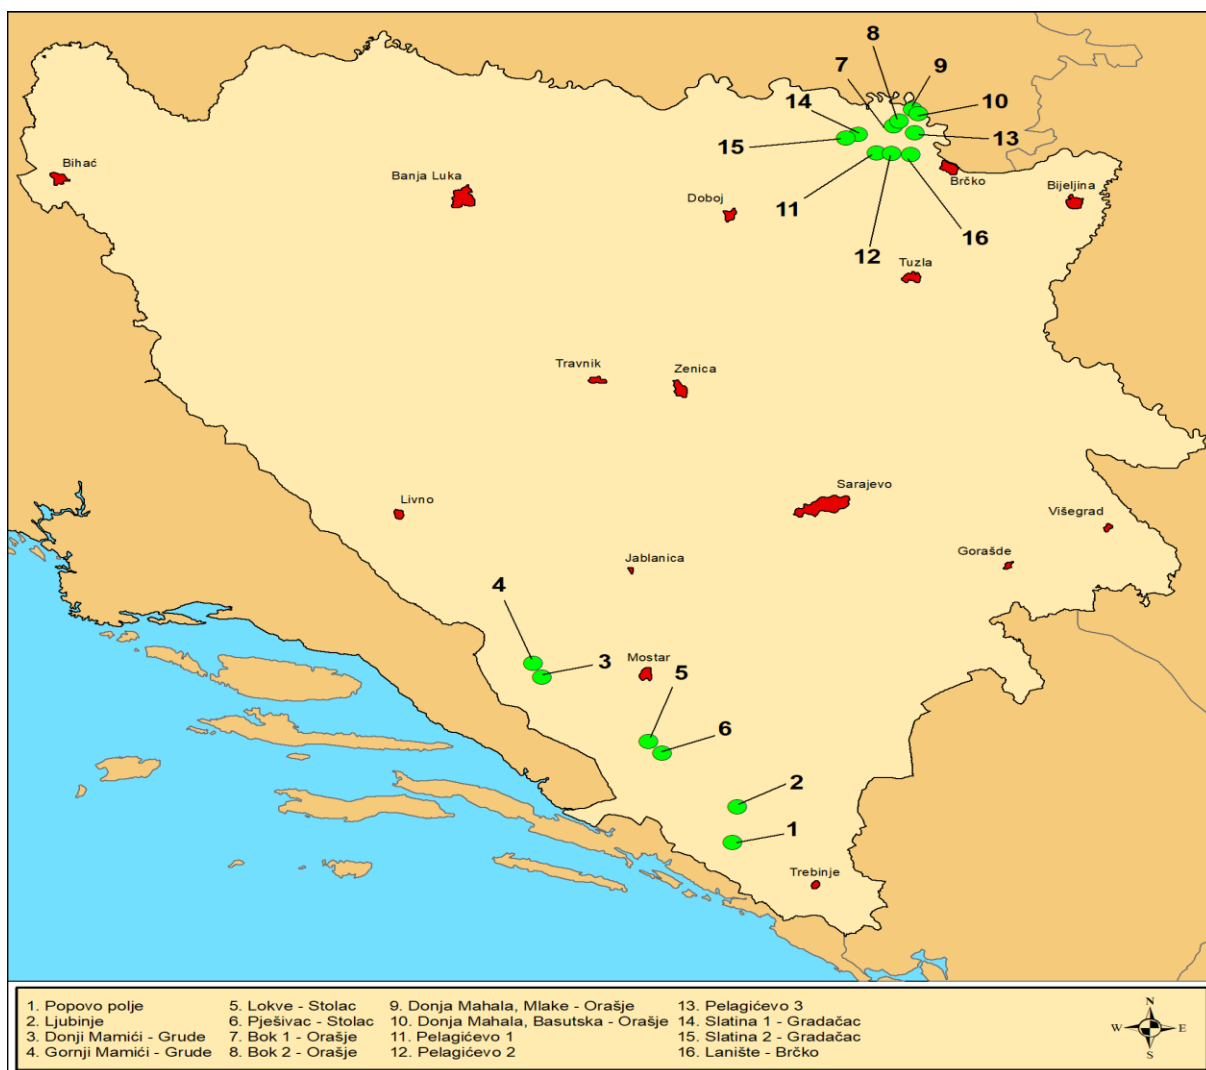 8
7
9
14
10
15
13
Bihać
Banja Luka
Brčko
Bijeljina
Doboj
11
16
12
Tuzla
Travnik
Zenica
Sarajevo
Livno
Višegrad
Jablanica
Goražde
4
3
Mostar
5
6
2
1
Trebinje
1. Popovo polje
2. Ljubinje
3. Donji Mamići - Grude
4. Gornji Mamići - Grude
5. Lokve - Stolac
6. Pješivac - Stolac
7. Bok 1 - Orašje
8. Bok 2 - Orašje
9. Donja Mahala, Mlake - Orašje
10. Donja Mahala, Basutska - Orašje
11. Pelagićevo 1
12. Pelagićevo 2
13. Pelagićevo 3
14. Slatina 1 - Gradačac
15. Slatina 2 - Gradačac
16. Lanište - Brčko
N
W
E
S